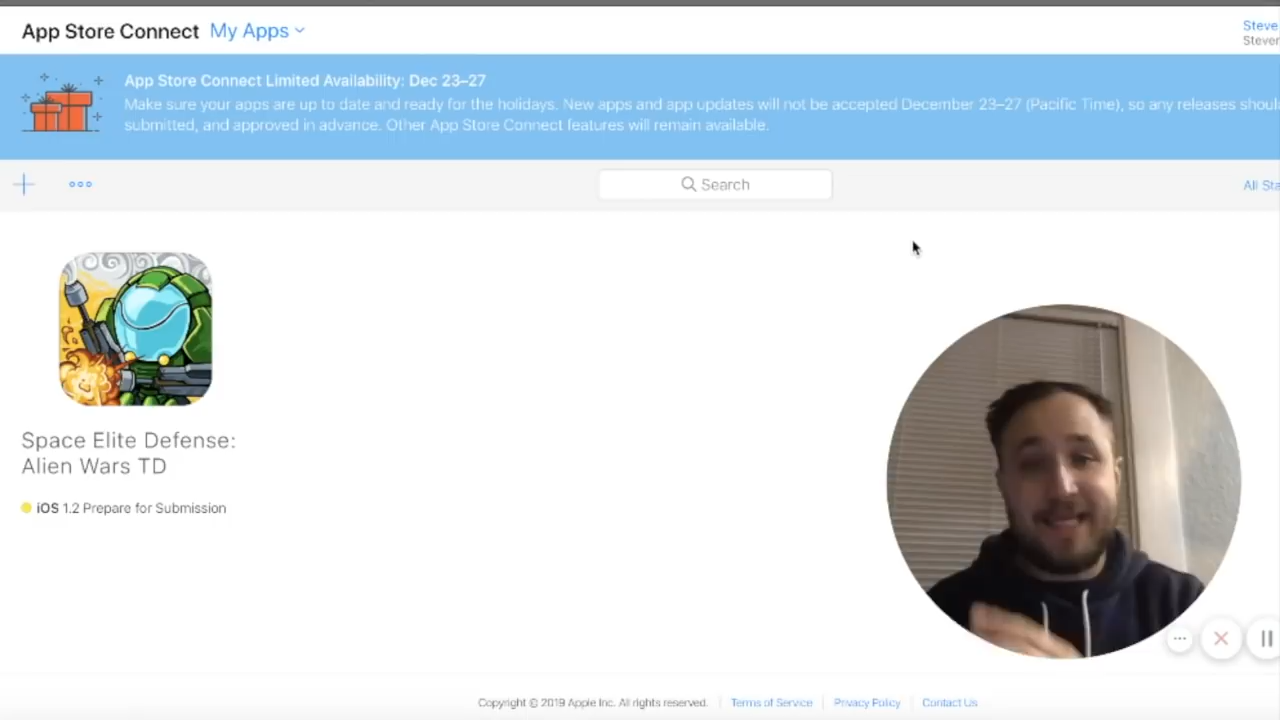 App Store Connect My Apps
Steve
Steven
App Store Connect Limited Availability: Dec 23–27
Make sure your apps are up to date and ready for the holidays. New apps and app updates will not be accepted December 23–27 (Pacific Time), so any releases shoul
submitted, and approved in advance. Other App Store Connect features will remain available.
Search
All Sta
Space Elite Defense:
Alien Wars TD
iOS 1.2 Prepare for Submission
Copyright © 2019 Apple Inc. All rights reserved. Terms of Service Privacy Policy Contact Us